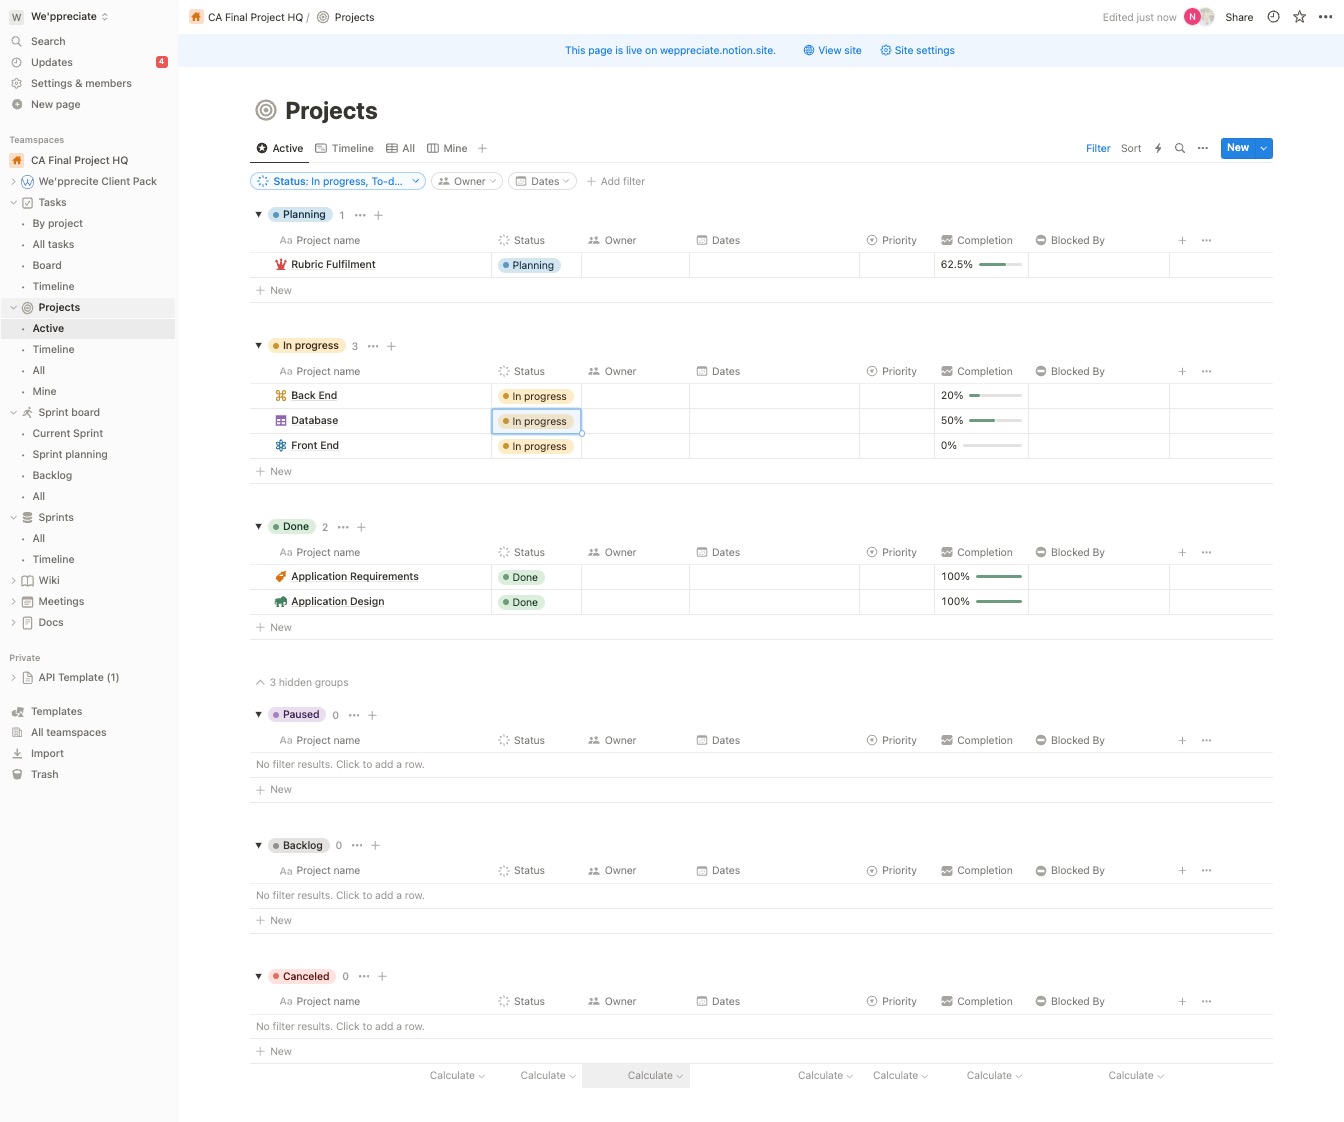 W We'ppreciate
Search
Updates 4
Settings & members
New page
Teamspaces
CA Final Project HQ
We'pprecite Client Pack
Tasks
By project
All tasks
Board
Timeline
Projects
Active
Timeline
All
Mine
Sprint board
Current Sprint
Sprint planning
Backlog
All
Sprints
All
Timeline
Wiki
Meetings
Docs
Private
API Template (1)
Templates
All teamspaces
Import
Trash
CA Final Project HQ / Projects
Edited just now N Share
This page is live on weppreciate.notion.site. View site Site settings
Projects
Active Timeline All Mine
Filter Sort New
Status: In progress, To-d... Owner Dates + Add filter
Planning 1
Aa Project name Status Owner Dates Priority Completion Blocked By
Rubric Fulfilment Planning 62.5%
+ New
In progress 3
Aa Project name Status Owner Dates Priority Completion Blocked By
Back End In progress 20%
Database In progress 50%
Front End In progress 0%
+ New
Done 2
Aa Project name Status Owner Dates Priority Completion Blocked By
Application Requirements Done 100%
Application Design Done 100%
+ New
3 hidden groups
Paused 0
Aa Project name Status Owner Dates Priority Completion Blocked By
No filter results. Click to add a row.
+ New
Backlog 0
Aa Project name Status Owner Dates Priority Completion Blocked By
No filter results. Click to add a row.
+ New
Canceled 0
Aa Project name Status Owner Dates Priority Completion Blocked By
No filter results. Click to add a row.
+ New
Calculate Calculate Calculate Calculate Calculate Calculate Calculate